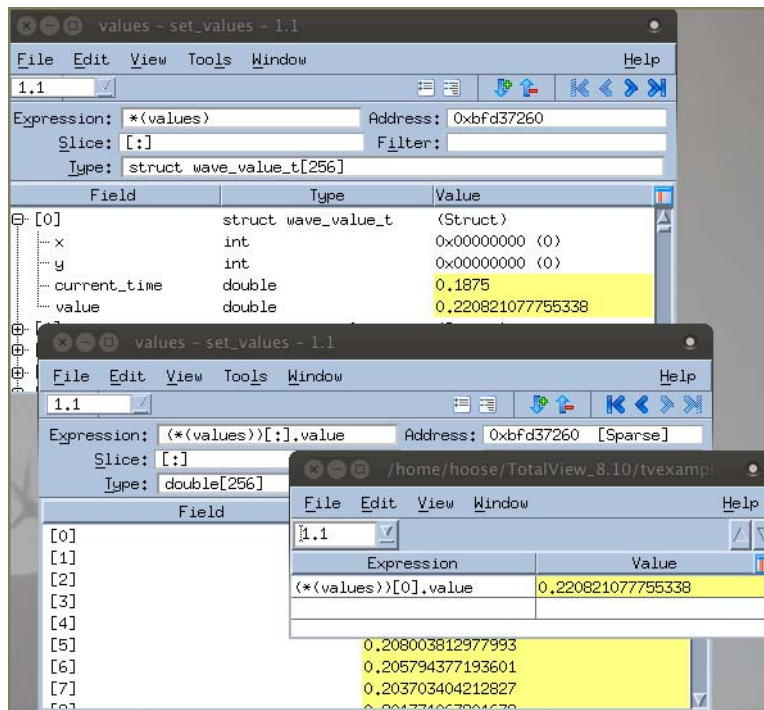 values - set_values - 1.1
File Edit View Tools Window Help
1.1
Expression: *(values) Address: 0xbfd37260
Slice: [:] Filter:
Type: struct wave_value_t[256]
Field Type Value
[0] struct wave_value_t (Struct)
x int 0x00000000 (0)
y int 0x00000000 (0)
current_time double 0.1875
value double 0.220821077755338
values - set_values - 1.1
File Edit View Tools Window Help
1.1
Expression: (*(values))[:].value Address: 0xbfd37260 [Sparse]
Slice: [:]
Type: double[256]
Field
[0]
[1]
[2]
[3]
[4]
[5] 0.208003812977993
[6] 0.205794377193601
[7] 0.203703404212827
/home/hoose/TotalView_8.10/tvexampl
File Edit View Window Help
1.1
Expression Value
(*(values))[0].value 0.220821077755338